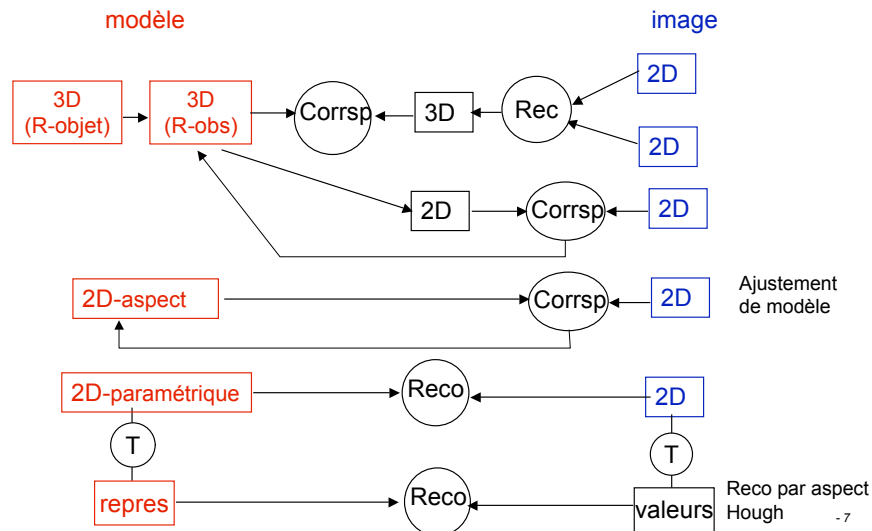 modèle
image
3D
(R-objet)
3D
(R-obs)
Corrsp
3D
Rec
2D
2D
2D
Corrsp
2D
2D-aspect
Corrsp
2D
Ajustement
de modèle
2D-paramétrique
Reco
2D
T
T
repres
Reco
valeurs
Reco par aspect
Hough
- 7